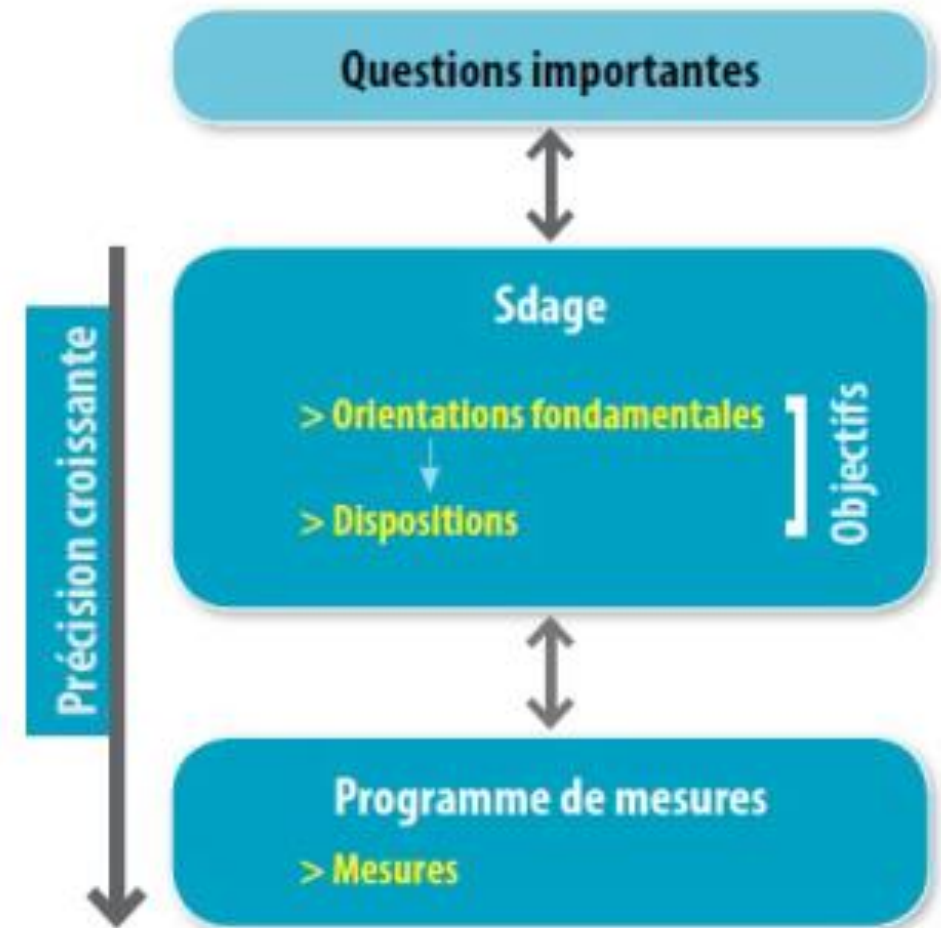 Questions importantes
Sdage
> Orientations fondamentales
> Dispositions
Objectifs
Précision croissante
Programme de mesures
> Mesures